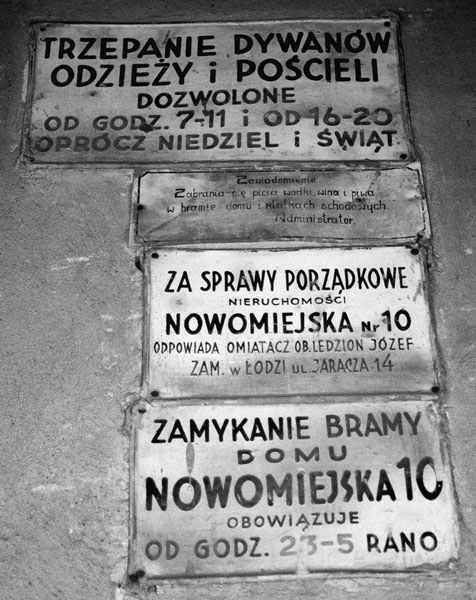 TRZEPANIE DYWANÓW
ODZIEŻY i POŚCIELI
DOZWOLONE
OD GODZ. 7-11 i OD 16-20
OPRÓCZ NIEDZIEL i ŚWIĄT
Zawiadomienie
Zabrania się picia wódki, wina i piwa
w bramie domu i klatkach schodowych.
Administrator.
ZA SPRAWY PORZĄDKOWE
NIERUCHOMOŚCI
NOWOMIEJSKA Nr 10
ODPOWIADA OMIATACZ OB. LEDZION JÓZEF
ZAM. w ŁODZI ul. JARACZA 14
ZAMYKANIE BRAMY
DOMU
NOWOMIEJSKA 10
OBOWIĄZUJE
OD GODZ. 23-5 RANO